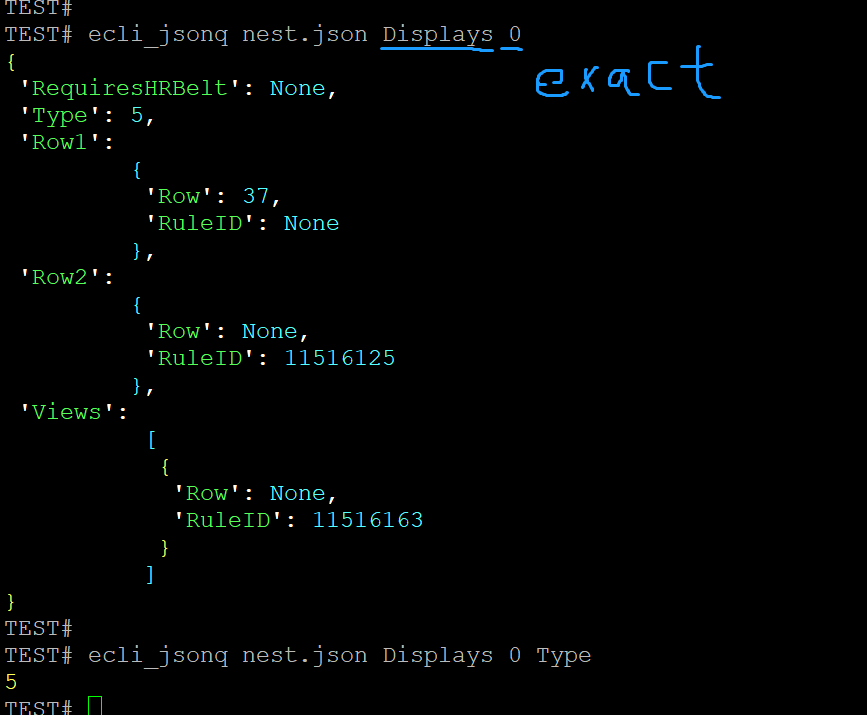 TEST#
TEST# ecli_jsonq nest.json Displays 0
exact
{
 'RequiresHRBelt': None,
 'Type': 5,
 'Row1':
         {
          'Row': 37,
          'RuleID': None
         },
 'Row2':
         {
          'Row': None,
          'RuleID': 11516125
         },
 'Views':
          [
           {
            'Row': None,
            'RuleID': 11516163
           }
          ]
}
TEST#
TEST# ecli_jsonq nest.json Displays 0 Type
5
TEST#